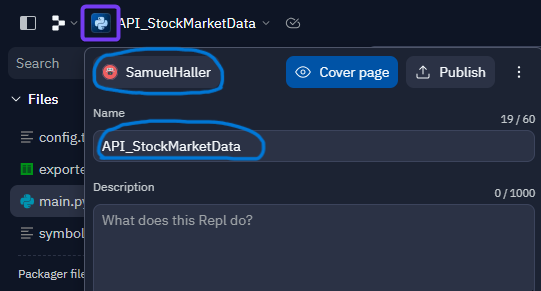 API_StockMarketData
Search
SamuelHaller
Cover page
Publish
Files
Name
19 / 60
config.
API_StockMarketData
exporte
main.py
Description
0 / 1000
symbol
What does this Repl do?
Packager file